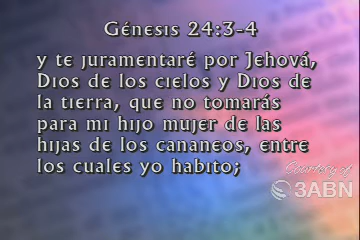 Génesis 24:3-4
y te juramentaré por Jehová,
Dios de los cielos y Dios de
la tierra, que no tomarás
para mi hijo mujer de las
hijas de los cananeos, entre
los cuales yo habito;
Courtesy of
3ABN